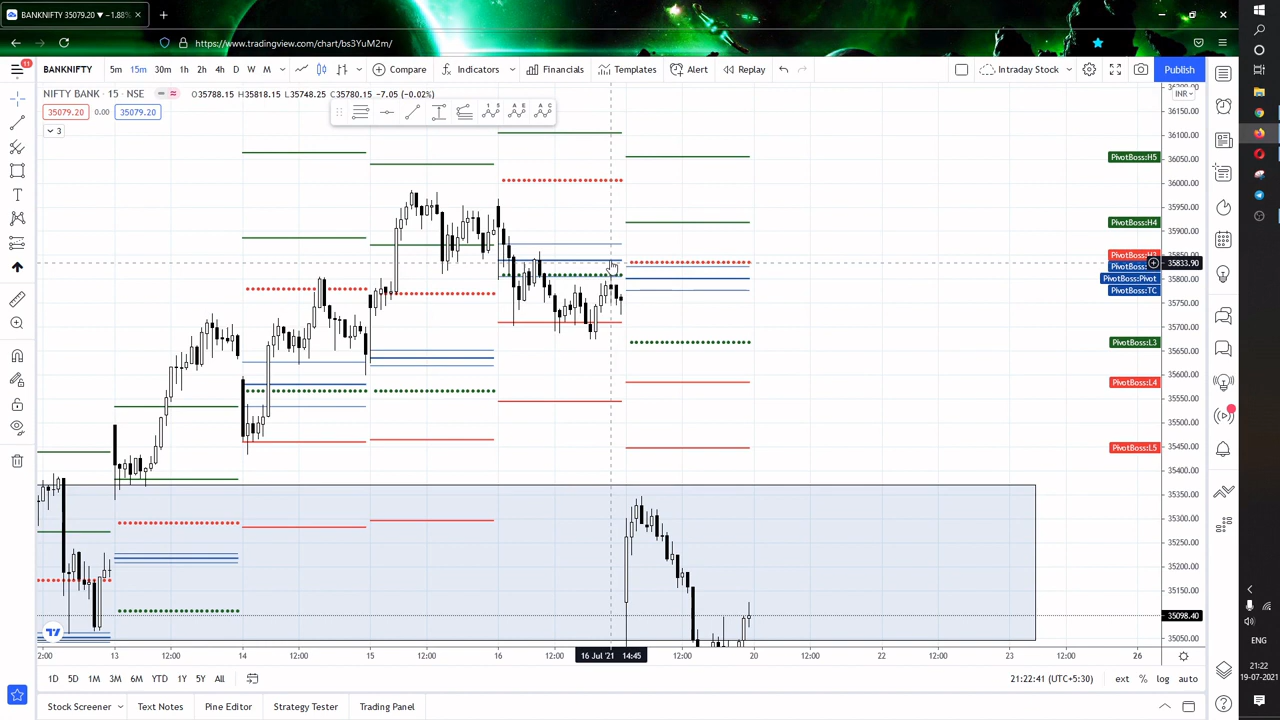 BANKNIFTY 35079.20 ▼ −1.88%
https://www.tradingview.com/chart/bs3YuM2m/
11
BANKNIFTY 5m 15m 30m 1h 2h 4h D W M Compare Indicators Financials Templates Alert Replay Intraday Stock Publish
NIFTY BANK · 15 · NSE O35788.15 H35818.15 L35748.25 C35780.15 −7.05 (−0.02%)
INR
35079.20 0.00 35079.20
3
36150.00
36100.00
36050.00
36000.00
35950.00
35900.00
35833.90
35800.00
35750.00
35700.00
35650.00
35600.00
35550.00
35500.00
35450.00
35400.00
35350.00
35300.00
35250.00
35200.00
35150.00
35098.40
35050.00
PivotBoss:H5
PivotBoss:H4
PivotBoss:Pivot
PivotBoss:TC
PivotBoss:L3
PivotBoss:L4
PivotBoss:L5
2:00 13 12:00 14 12:00 15 12:00 16 16 Jul '21 14:45 12:00 20 12:00 22 12:00 23 12:00 26
1D 5D 1M 3M 6M YTD 1Y 5Y All
21:22:41 (UTC+5:30) ext % log auto
Stock Screener Text Notes Pine Editor Strategy Tester Trading Panel
ENG
21:22
19-07-2021